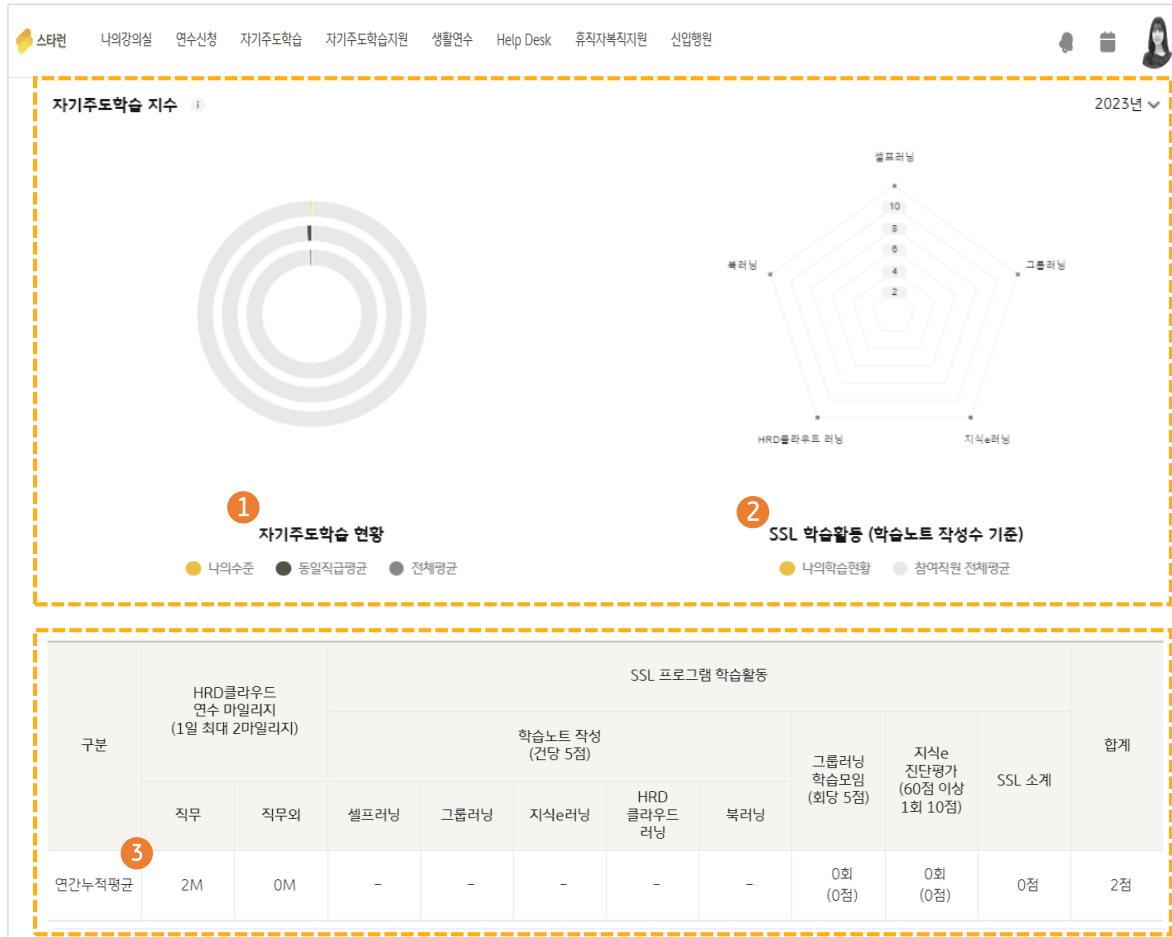 스타런 나의강의실 연수신청 자기주도학습 자기주도학습지원 생활연수 Help Desk 휴직자복직지원 신입행원
자기주도학습 지수 i 2023년
셀프러닝
10
8
6
4
2
북러닝 그룹러닝
HRD클라우드 러닝 지식e러닝
1 2
자기주도학습 현황 SSL 학습활동 (학습노트 작성수 기준)
나의수준 동일직급평균 전체평균 나의학습현황 참여직원 전체평균
구분
HRD클라우드
연수 마일리지
(1일 최대 2마일리지)
SSL 프로그램 학습활동
합계
학습노트 작성
(건당 5점)
그룹러닝
학습모임
(회당 5점)
지식e
진단평가
(60점 이상
1회 10점)
SSL 소계
직무 직무외 셀프러닝 그룹러닝 지식e러닝
HRD
클라우드
러닝
북러닝
3
연간누적평균 2M 0M - - - - -
0회
(0점)
0회
(0점)
0점 2점